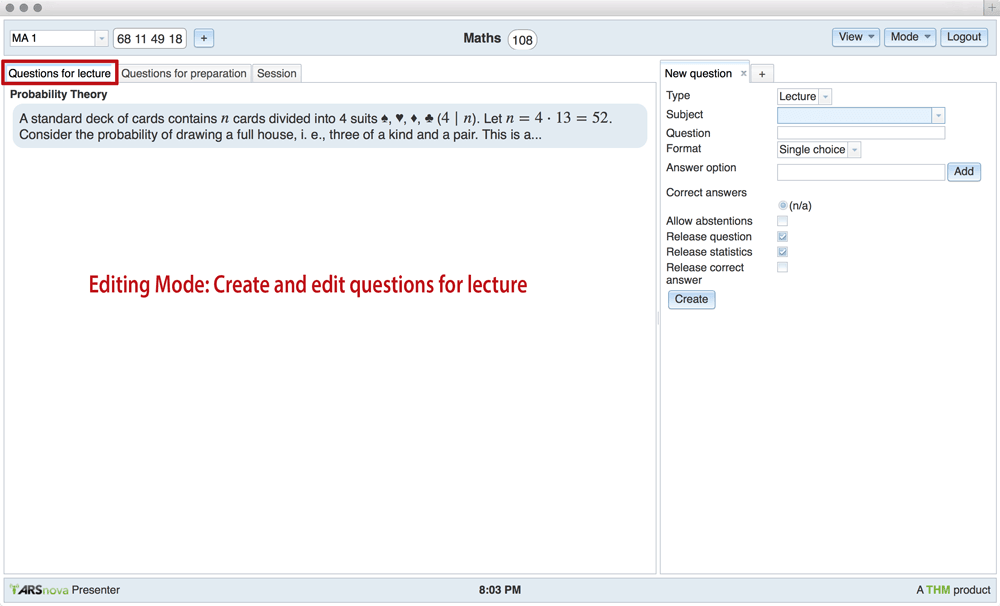 MA 1
68 11 49 18
+
Maths 108
View
Mode
Logout
Questions for lecture
Questions for preparation
Session
Probability Theory
A standard deck of cards contains n cards divided into 4 suits ♠, ♥, ♦, ♣ (4 | n). Let n = 4 · 13 = 52.
Consider the probability of drawing a full house, i. e., three of a kind and a pair. This is a...
Editing Mode: Create and edit questions for lecture
New question x
+
Type Lecture
Subject
Question
Format Single choice
Answer option Add
Correct answers
(n/a)
Allow abstentions
Release question
Release statistics
Release correct
answer
Create
ARSnova Presenter
8:03 PM
A THM product